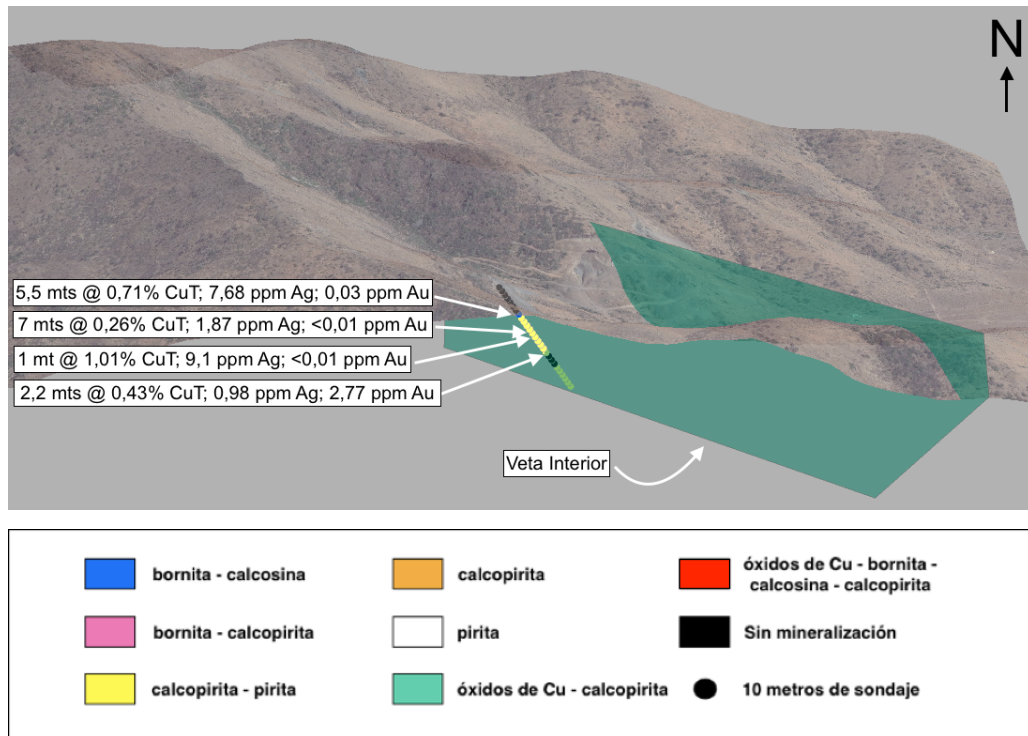 N
5,5 mts @ 0,71% CuT; 7,68 ppm Ag; 0,03 ppm Au
7 mts @ 0,26% CuT; 1,87 ppm Ag; <0,01 ppm Au
1 mt @ 1,01% CuT; 9,1 ppm Ag; <0,01 ppm Au
2,2 mts @ 0,43% CuT; 0,98 ppm Ag; 2,77 ppm Au
Veta Interior
bornita - calcosina
bornita - calcopirita
calcopirita - pirita
calcopirita
pirita
óxidos de Cu - calcopirita
óxidos de Cu - bornita -
calcosina - calcopirita
Sin mineralización
10 metros de sondaje